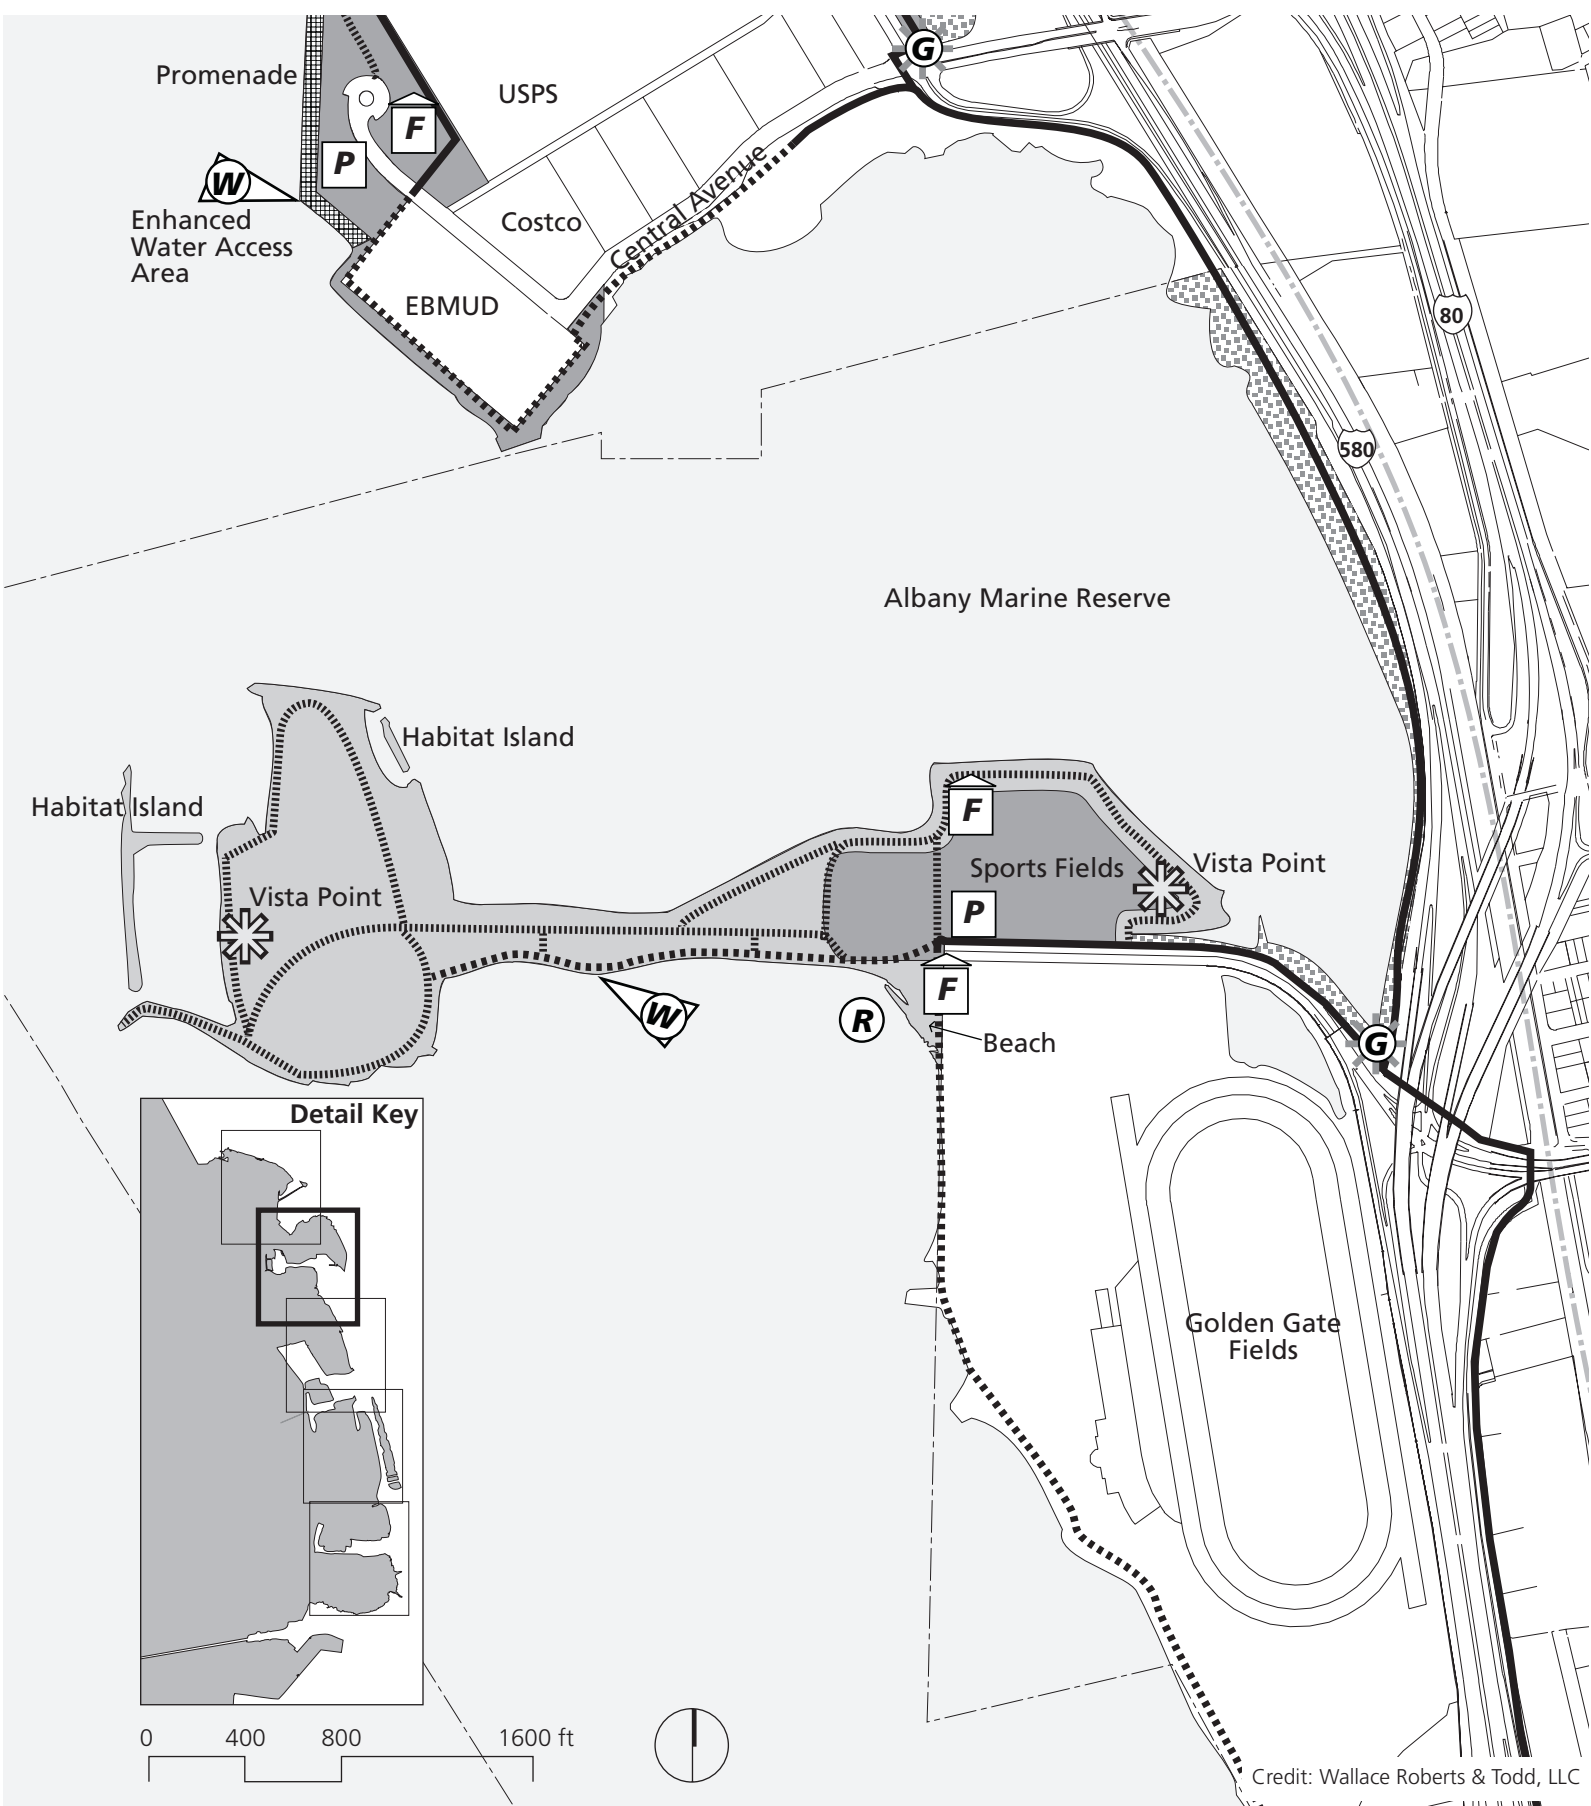 G
Promenade
USPS
F
P
W
Enhanced
Water Access
Area
Costco
Central Avenue
EBMUD
80
580
Albany Marine Reserve
Habitat Island
Habitat Island
F
Sports Fields
Vista Point
Vista Point
P
F
W
R
Beach
G
Detail Key
Golden Gate
Fields
0 400 800 1600 ft
Credit: Wallace Roberts & Todd, LLC